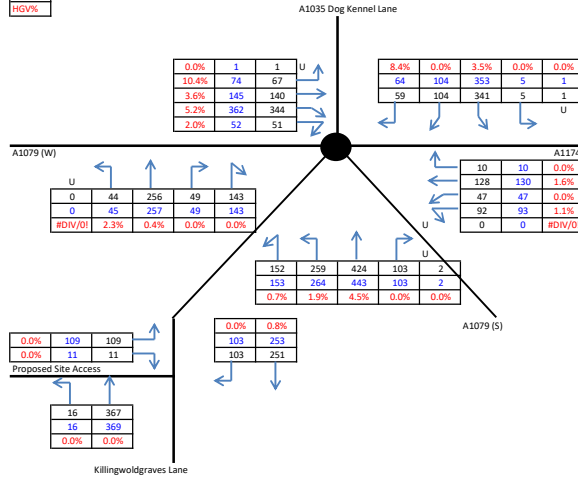 HGV%
A1035 Dog Kennel Lane
0.0% 1 1 U
10.4% 74 67
3.6% 145 140
5.2% 362 344
2.0% 52 51
8.4% 0.0% 3.5% 0.0% 0.0%
64 104 353 5 1
59 104 341 5 1
U
A1079 (W)
A1174
U
0 44 256 49 143
0 45 257 49 143
#DIV/0! 2.3% 0.4% 0.0% 0.0%
10 10 0.0%
128 130 1.6%
47 47 0.0%
92 93 1.1%
0 0 #DIV/0!
U
U
152 259 424 103 2
153 264 443 103 2
0.7% 1.9% 4.5% 0.0% 0.0%
A1079 (S)
0.0% 0.8%
103 253
103 251
0.0% 109 109
0.0% 11 11
Proposed Site Access
16 367
16 369
0.0% 0.0%
Killingwoldgraves Lane